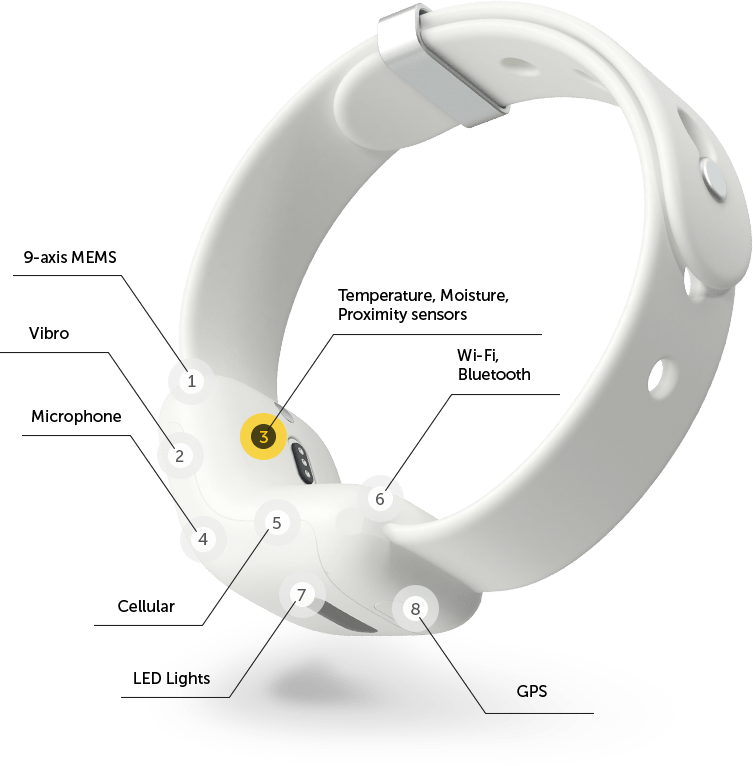 9-axis MEMS
Temperature, Moisture,
Proximity sensors
Vibro
Wi-Fi,
Bluetooth
1
Microphone
3
2
6
5
4
7
8
Cellular
LED Lights
GPS